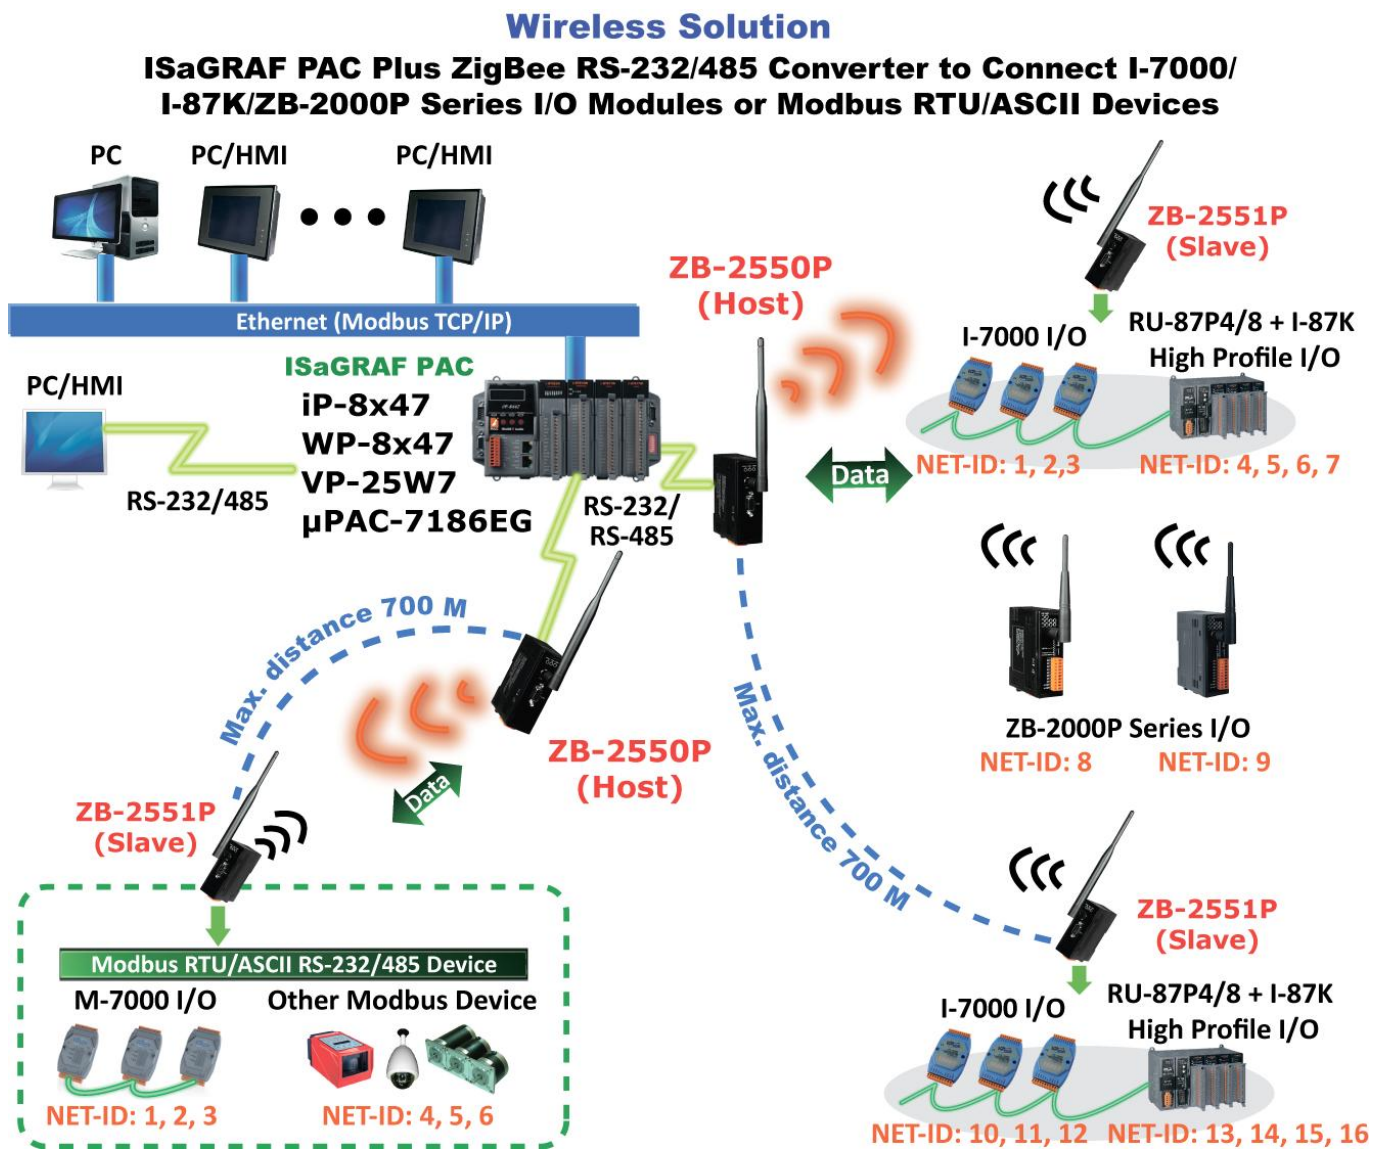 Wireless Solution
ISaGRAF PAC Plus ZigBee RS-232/485 Converter to Connect I-7000/
I-87K/ZB-2000P Series I/O Modules or Modbus RTU/ASCII Devices
PC
PC/HMI
PC/HMI
Ethernet (Modbus TCP/IP)
ISaGRAF PAC
iP-8x47
WP-8x47
VP-25W7
µPAC-7186EG
PC/HMI
RS-232/485
RS-232/
RS-485
ZB-2550P
(Host)
Data
ZB-2551P
(Slave)
I-7000 I/O
RU-87P4/8 + I-87K
High Profile I/O
NET-ID: 1, 2,3
NET-ID: 4, 5, 6, 7
ZB-2000P Series I/O
NET-ID: 8
NET-ID: 9
Max. distance 700 M
Max. distance 700 M
ZB-2550P
(Host)
Data
ZB-2551P
(Slave)
Modbus RTU/ASCII RS-232/485 Device
M-7000 I/O
Other Modbus Device
NET-ID: 1, 2, 3
NET-ID: 4, 5, 6
ZB-2551P
(Slave)
I-7000 I/O
RU-87P4/8 + I-87K
High Profile I/O
NET-ID: 10, 11, 12
NET-ID: 13, 14, 15, 16